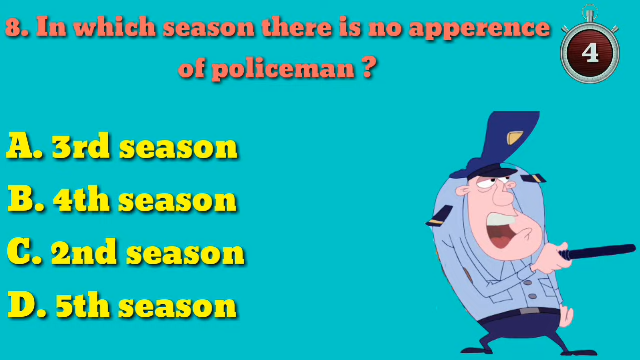 8. In which season there is no apperence
of policeman ?
4
A. 3rd season
B. 4th season
C. 2nd season
D. 5th season